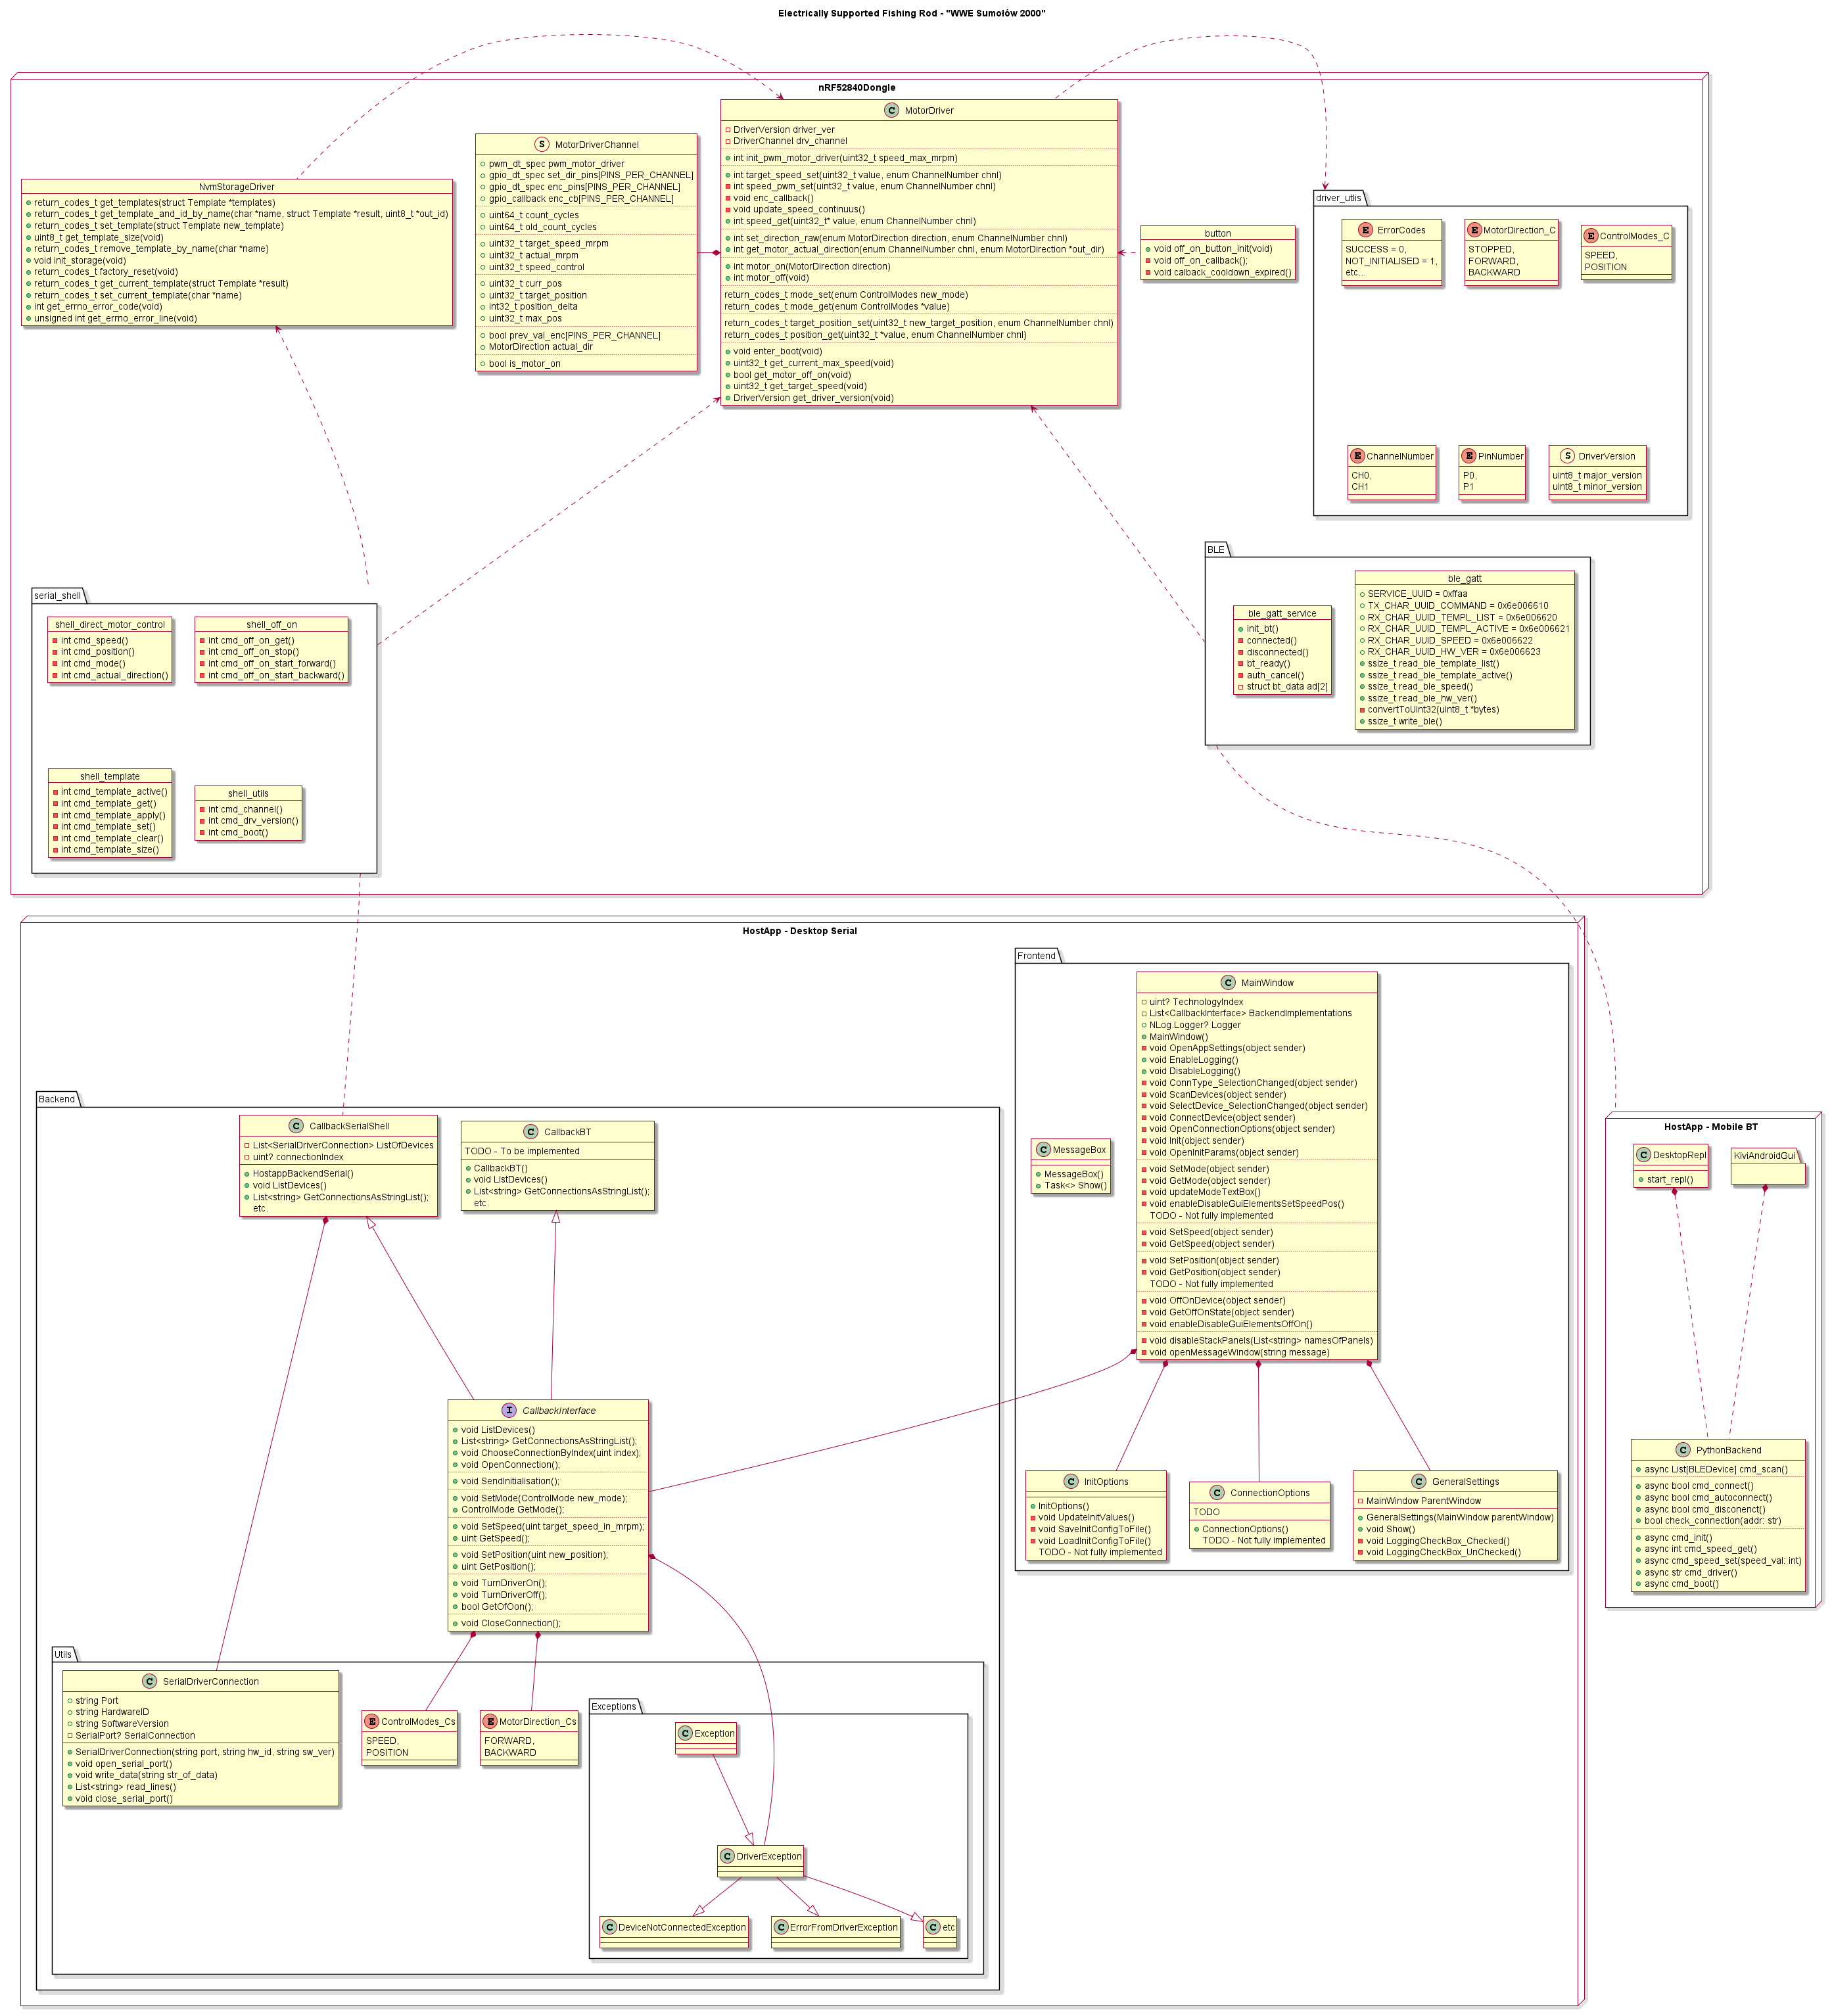 Electrically Supported Fishing Rod - "WWE Sumołów 2000"
nRF52840Dongle
MotorDriver
DriverVersion driver_ver
DriverChannel drv_channel
int init_pwm_motor_driver(uint32_t speed_max_mrpm)
int target_speed_set(uint32_t value, enum ChannelNumber chnl)
int speed_pwm_set(uint32_t value, enum ChannelNumber chnl)
void enc_callback()
void update_speed_continuus()
int speed_get(uint32_t* value, enum ChannelNumber chnl)
int set_direction_raw(enum MotorDirection direction, enum ChannelNumber chnl)
int get_motor_actual_direction(enum ChannelNumber chnl, enum MotorDirection *out_dir)
int motor_on(MotorDirection direction)
int motor_off(void)
return_codes_t mode_set(enum ControlModes new_mode)
return_codes_t mode_get(enum ControlModes *value)
return_codes_t target_position_set(uint32_t new_target_position, enum ChannelNumber chnl)
return_codes_t position_get(uint32_t *value, enum ChannelNumber chnl)
void enter_boot(void)
uint32_t get_current_max_speed(void)
bool get_motor_off_on(void)
uint32_t get_target_speed(void)
DriverVersion get_driver_version(void)
MotorDriverChannel
pwm_dt_spec pwm_motor_driver
gpio_dt_spec set_dir_pins[PINS_PER_CHANNEL]
gpio_dt_spec enc_pins[PINS_PER_CHANNEL]
gpio_callback enc_cb[PINS_PER_CHANNEL]
uint64_t count_cycles
uint64_t old_count_cycles
uint32_t target_speed_mrpm
uint32_t actual_mrpm
uint32_t speed_control
uint32_t curr_pos
uint32_t target_position
int32_t position_delta
uint32_t max_pos
bool prev_val_enc[PINS_PER_CHANNEL]
MotorDirection actual_dir
bool is_motor_on
NvmStorageDriver
return_codes_t get_templates(struct Template *templates)
return_codes_t get_template_and_id_by_name(char *name, struct Template *result, uint8_t *out_id)
return_codes_t set_template(struct Template new_template)
uint8_t get_template_size(void)
return_codes_t remove_template_by_name(char *name)
void init_storage(void)
return_codes_t factory_reset(void)
return_codes_t get_current_template(struct Template *result)
return_codes_t set_current_template(char *name)
int get_errno_error_code(void)
unsigned int get_errno_error_line(void)
button
void off_on_button_init(void)
void off_on_callback();
void calback_cooldown_expired()
driver_utlis
ErrorCodes
SUCCESS = 0,
NOT_INITIALISED = 1,
etc...
MotorDirection_C
STOPPED,
FORWARD,
BACKWARD
ControlModes_C
SPEED,
POSITION
ChannelNumber
CH0,
CH1
PinNumber
P0,
P1
DriverVersion
uint8_t major_version
uint8_t minor_version
BLE
ble_gatt_service
init_bt()
connected()
disconnected()
bt_ready()
auth_cancel()
struct bt_data ad[2]
ble_gatt
SERVICE_UUID = 0xffaa
TX_CHAR_UUID_COMMAND = 0x6e006610
RX_CHAR_UUID_TEMPL_LIST = 0x6e006620
RX_CHAR_UUID_TEMPL_ACTIVE = 0x6e006621
RX_CHAR_UUID_SPEED = 0x6e006622
RX_CHAR_UUID_HW_VER = 0x6e006623
ssize_t read_ble_template_list()
ssize_t read_ble_template_active()
ssize_t read_ble_speed()
ssize_t read_ble_hw_ver()
convertToUint32(uint8_t *bytes)
ssize_t write_ble()
serial_shell
shell_direct_motor_control
int cmd_speed()
int cmd_position()
int cmd_mode()
int cmd_actual_direction()
shell_off_on
int cmd_off_on_get()
int cmd_off_on_stop()
int cmd_off_on_start_forward()
int cmd_off_on_start_backward()
shell_template
int cmd_template_active()
int cmd_template_get()
int cmd_template_apply()
int cmd_template_set()
int cmd_template_clear()
int cmd_template_size()
shell_utils
int cmd_channel()
int cmd_drv_version()
int cmd_boot()
HostApp - Desktop Serial
Frontend
MainWindow
uint? TechnologyIndex
List<CallbackInterface> BackendImplementations
NLog.Logger? Logger
MainWindow()
void OpenAppSettings(object sender)
void EnableLogging()
void DisableLogging()
void ConnType_SelectionChanged(object sender)
void ScanDevices(object sender)
void SelectDevice_SelectionChanged(object sender)
void ConnectDevice(object sender)
void OpenConnectionOptions(object sender)
void Init(object sender)
void OpenInitParams(object sender)
void SetMode(object sender)
void GetMode(object sender)
void updateModeTextBox()
void enableDisableGuiElementsSetSpeedPos()
TODO - Not fully implemented
void SetSpeed(object sender)
void GetSpeed(object sender)
void SetPosition(object sender)
void GetPosition(object sender)
TODO - Not fully implemented
void OffOnDevice(object sender)
void GetOffOnState(object sender)
void enableDisableGuiElementsOffOn()
void disableStackPanels(List<string> namesOfPanels)
void openMessageWindow(string message)
MessageBox
MessageBox()
Task<> Show()
InitOptions
InitOptions()
void UpdateInitValues()
void SaveInitConfigToFile()
void LoadInitConfigToFile()
TODO - Not fully implemented
ConnectionOptions
TODO
ConnectionOptions()
TODO - Not fully implemented
GeneralSettings
MainWindow ParentWindow
GeneralSettings(MainWindow parentWindow)
void Show()
void LoggingCheckBox_Checked()
void LoggingCheckBox_UnChecked()
Backend
CallbackSerialShell
List<SerialDriverConnection> ListOfDevices
uint? connectionIndex
HostappBackendSerial()
void ListDevices()
List<string> GetConnectionsAsStringList();
etc.
CallbackBT
TODO - To be implemented
CallbackBT()
void ListDevices()
List<string> GetConnectionsAsStringList();
etc.
CallbackInterface
void ListDevices()
List<string> GetConnectionsAsStringList();
void ChooseConnectionByIndex(uint index);
void OpenConnection();
void SendInitialisation();
void SetMode(ControlMode new_mode);
ControlMode GetMode();
void SetSpeed(uint target_speed_in_mrpm);
uint GetSpeed();
void SetPosition(uint new_position);
uint GetPosition();
void TurnDriverOn();
void TurnDriverOff();
bool GetOfOon();
void CloseConnection();
Utils
SerialDriverConnection
string Port
string HardwareID
string SoftwareVersion
SerialPort? SerialConnection
SerialDriverConnection(string port, string hw_id, string sw_ver)
void open_serial_port()
void write_data(string str_of_data)
List<string> read_lines()
void close_serial_port()
ControlModes_Cs
SPEED,
POSITION
MotorDirection_Cs
FORWARD,
BACKWARD
Exceptions
Exception
DriverException
DeviceNotConnectedException
ErrorFromDriverException
etc
HostApp - Mobile BT
DesktopRepl
start_repl()
KiviAndroidGui
PythonBackend
async List[BLEDevice] cmd_scan()
async bool cmd_connect()
async bool cmd_autoconnect()
async bool cmd_disconenct()
bool check_connection(addr: str)
async cmd_init()
async int cmd_speed_get()
async cmd_speed_set(speed_val: int)
async str cmd_driver()
async cmd_boot()